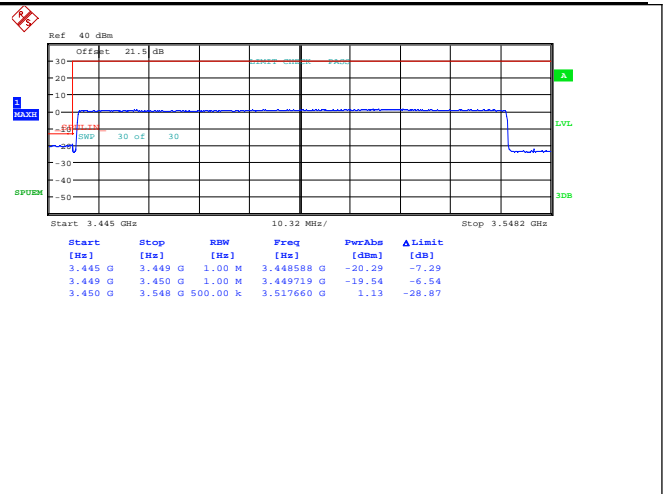 R S
Ref 40 dBm
Offset 21.5 dB
LIMIT CHECK PASS
30
20
10
0
-10
-20
-30
-40
-50
A
1
MAXH
LVL
SWP 30 of 30
SPUEM
3DB
Start 3.445 GHz 10.32 MHz/ Stop 3.5482 GHz
Start Stop RBW Freq PwrAbs ΔLimit
[Hz] [Hz] [Hz] [Hz] [dBm] [dB]
3.445 G 3.449 G 1.00 M 3.448588 G -20.29 -7.29
3.449 G 3.450 G 1.00 M 3.449719 G -19.54 -6.54
3.450 G 3.548 G 500.00 k 3.517660 G 1.13 -28.87